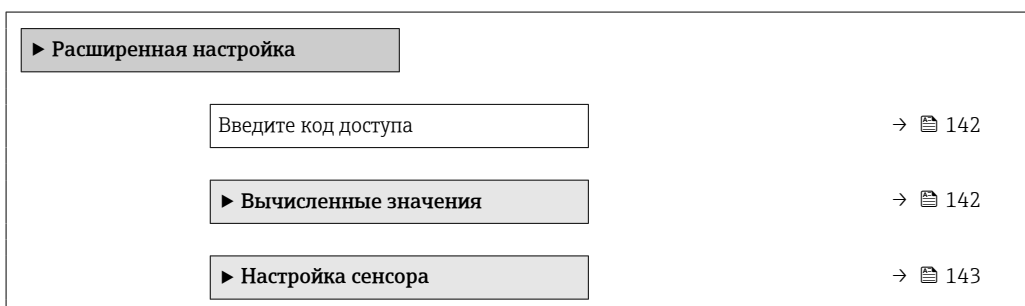 ► Расширенная настройка
Введите код доступа → 142
► Вычисленные значения → 142
► Настройка сенсора → 143